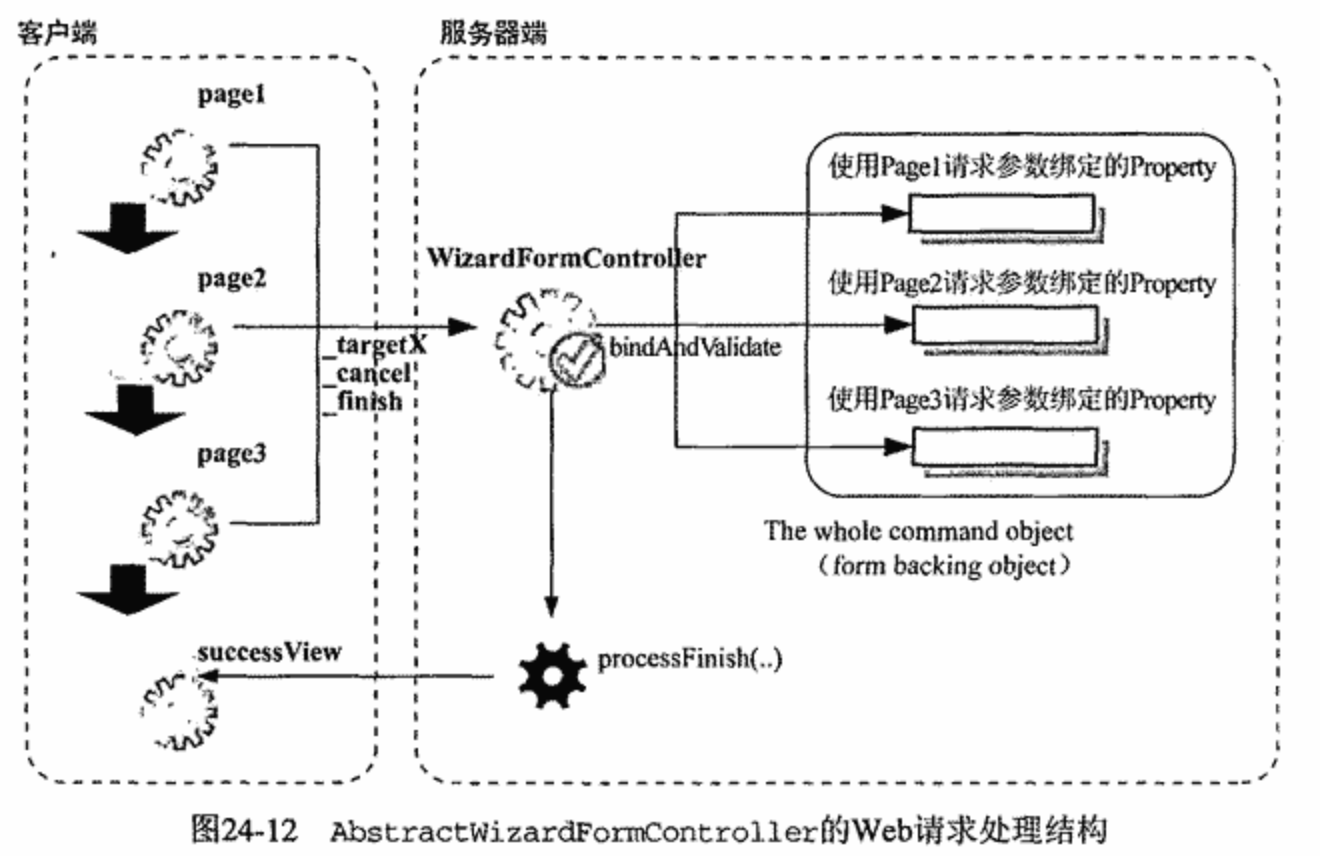 客户端
服务器端
page1
page2
page3
_targetX
_cancel
_finish
successView
WizardFormController
bindAndValidate
processFinish(..)
使用Page1请求参数绑定的Property
使用Page2请求参数绑定的Property
使用Page3请求参数绑定的Property
The whole command object
（form backing object）
图24-12 AbstractWizardFormController的Web请求处理结构